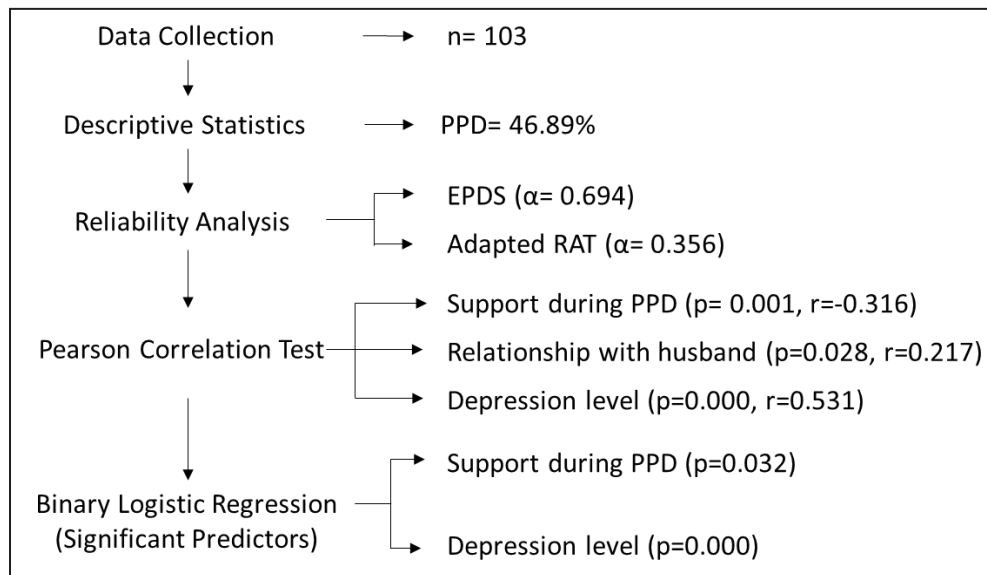 Data Collection
n= 103
Descriptive Statistics
PPD= 46.89%
Reliability Analysis
EPDS (α= 0.694)
Adapted RAT (α= 0.356)
Pearson Correlation Test
Support during PPD (p= 0.001, r=-0.316)
Relationship with husband (p=0.028, r=0.217)
Depression level (p=0.000, r=0.531)
Binary Logistic Regression
(Significant Predictors)
Support during PPD (p=0.032)
Depression level (p=0.000)